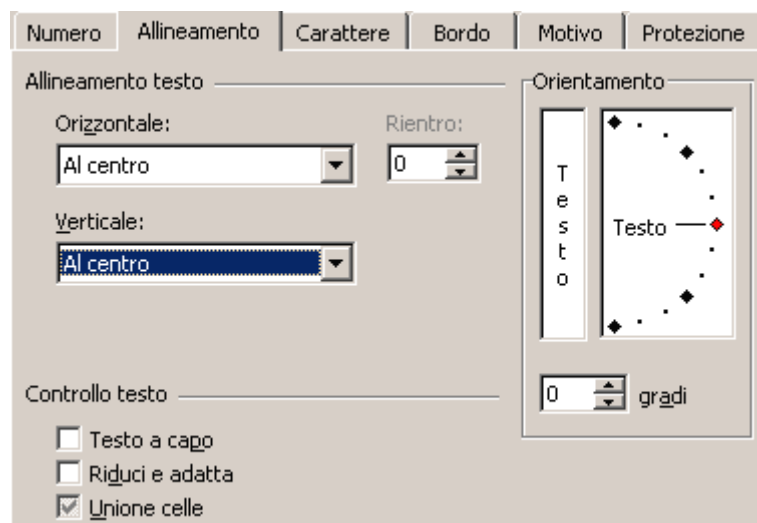 Numero Allineamento Carattere Bordo Motivo Protezione
Allineamento testo
Orizzontale:
Rientro:
Al centro
0
Verticale:
Al centro
Controllo testo
Testo a capo
Riduci e adatta
Unione celle
Orientamento
T
e
s
t
o
Testo
0 gradi